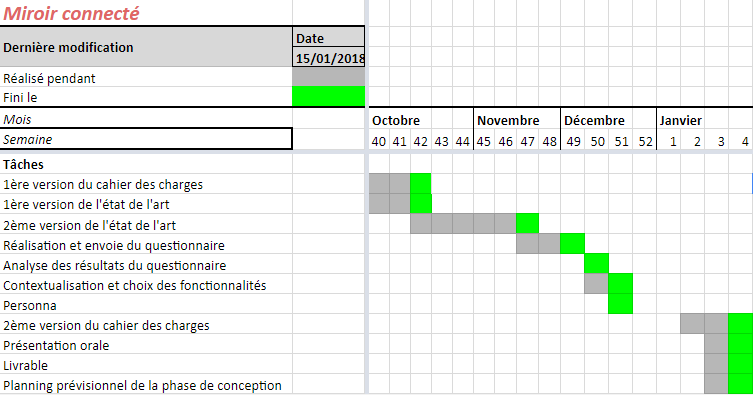 Miroir connecté
Dernière modification
Date
15/01/2018
Réalisé pendant
Fini le
Mois Octobre Novembre Décembre Janvier
Semaine 40 41 42 43 44 45 46 47 48 49 50 51 52 1 2 3 4
Tâches
1ère version du cahier des charges
1ère version de l'état de l'art
2ème version de l'état de l'art
Réalisation et envoie du questionnaire
Analyse des résultats du questionnaire
Contextualisation et choix des fonctionnalités
Personna
2ème version du cahier des charges
Présentation orale
Livrable
Planning prévisionnel de la phase de conception